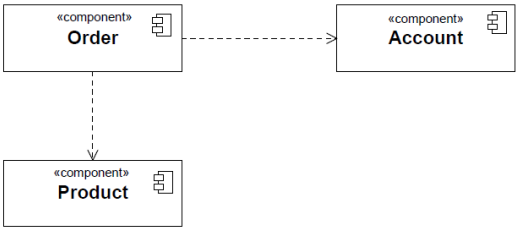 «component»
Order
«component»
Account
«component»
Product